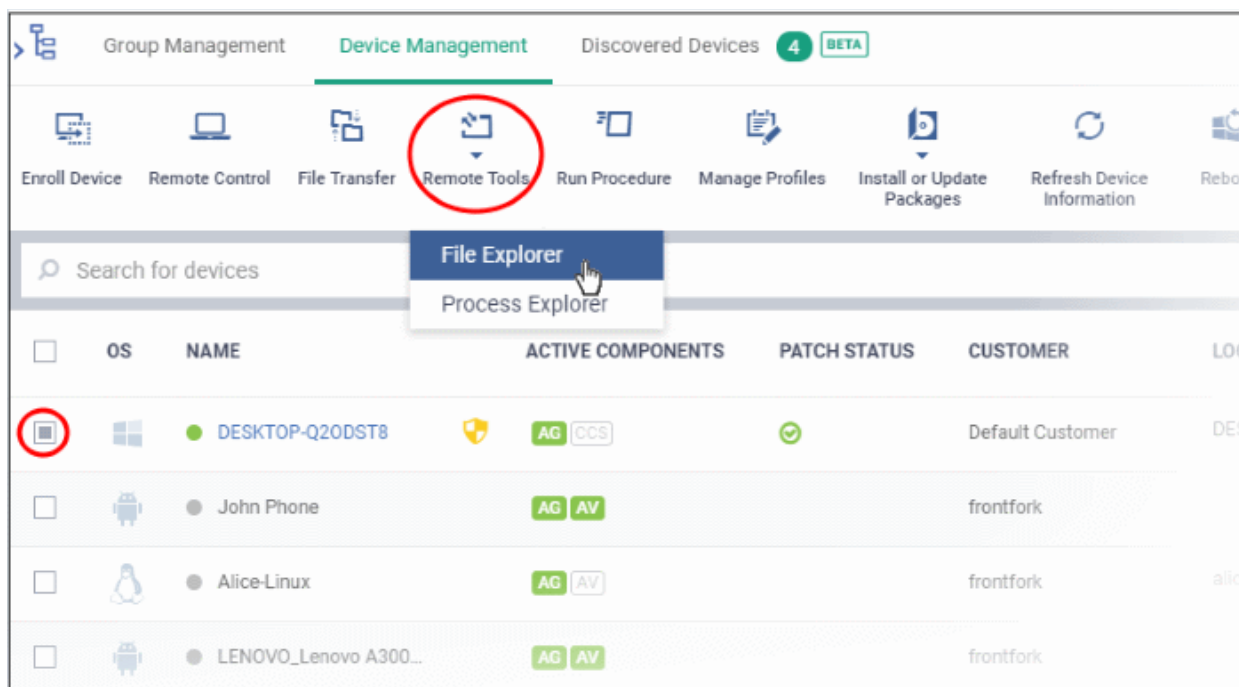 Group Management Device Management Discovered Devices 4 BETA
Enroll Device Remote Control File Transfer Remote Tools Run Procedure Manage Profiles Install or Update Packages Refresh Device Information
File Explorer
Search for devices
Process Explorer
OS NAME ACTIVE COMPONENTS PATCH STATUS CUSTOMER
DESKTOP-Q2ODST8 AG CCS Default Customer
John Phone AG AV frontfork
Alice-Linux AG AV frontfork
LENOVO_Lenovo A300... AG AV frontfork